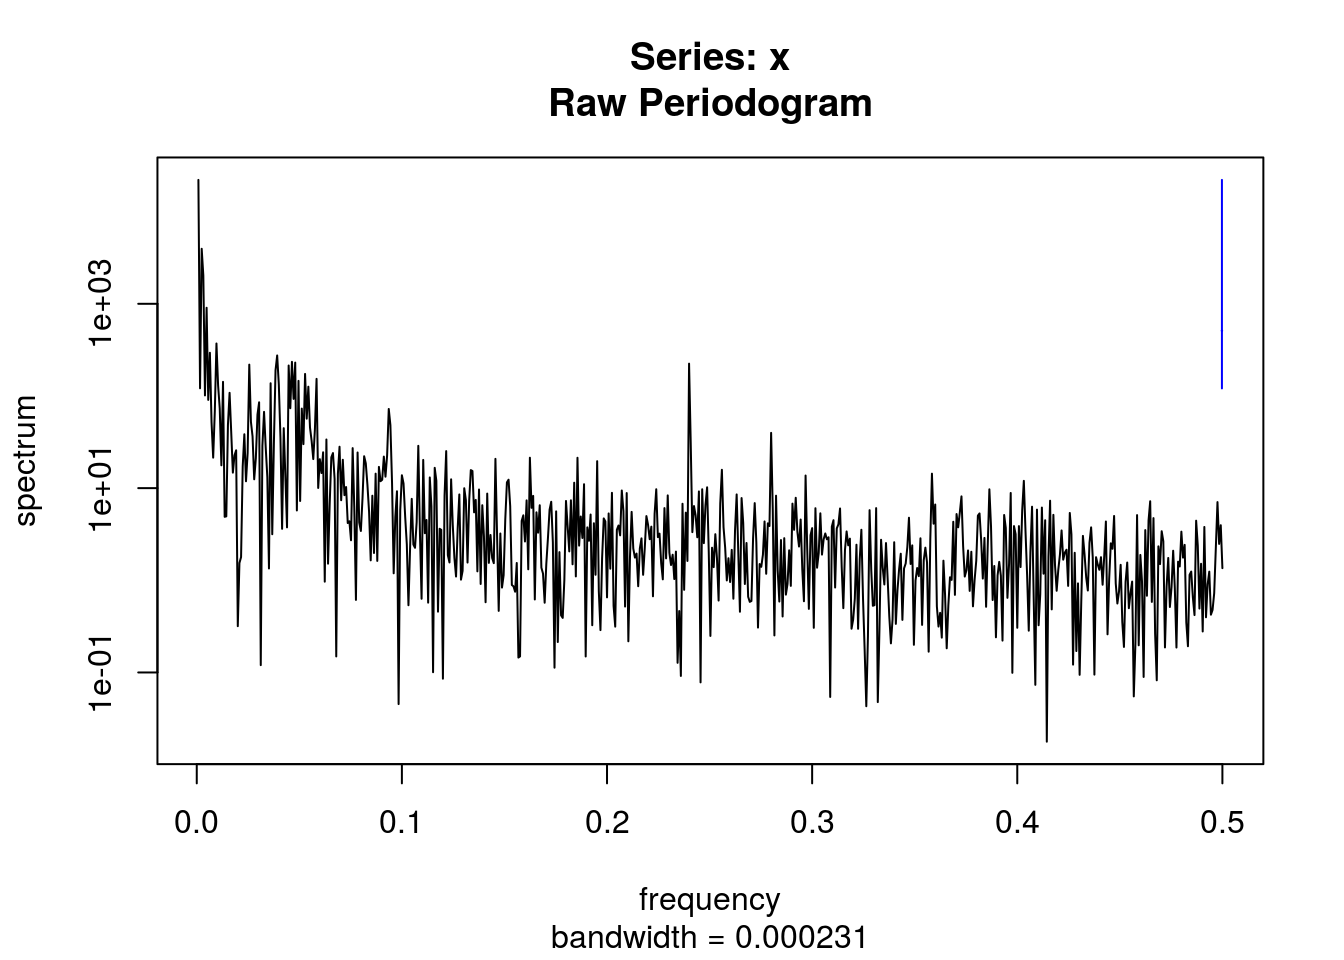 Series: x
Raw Periodogram
spectrum
1e+03
1e+01
1e-01
0.0 0.1 0.2 0.3 0.4 0.5
frequency
bandwidth = 0.000231